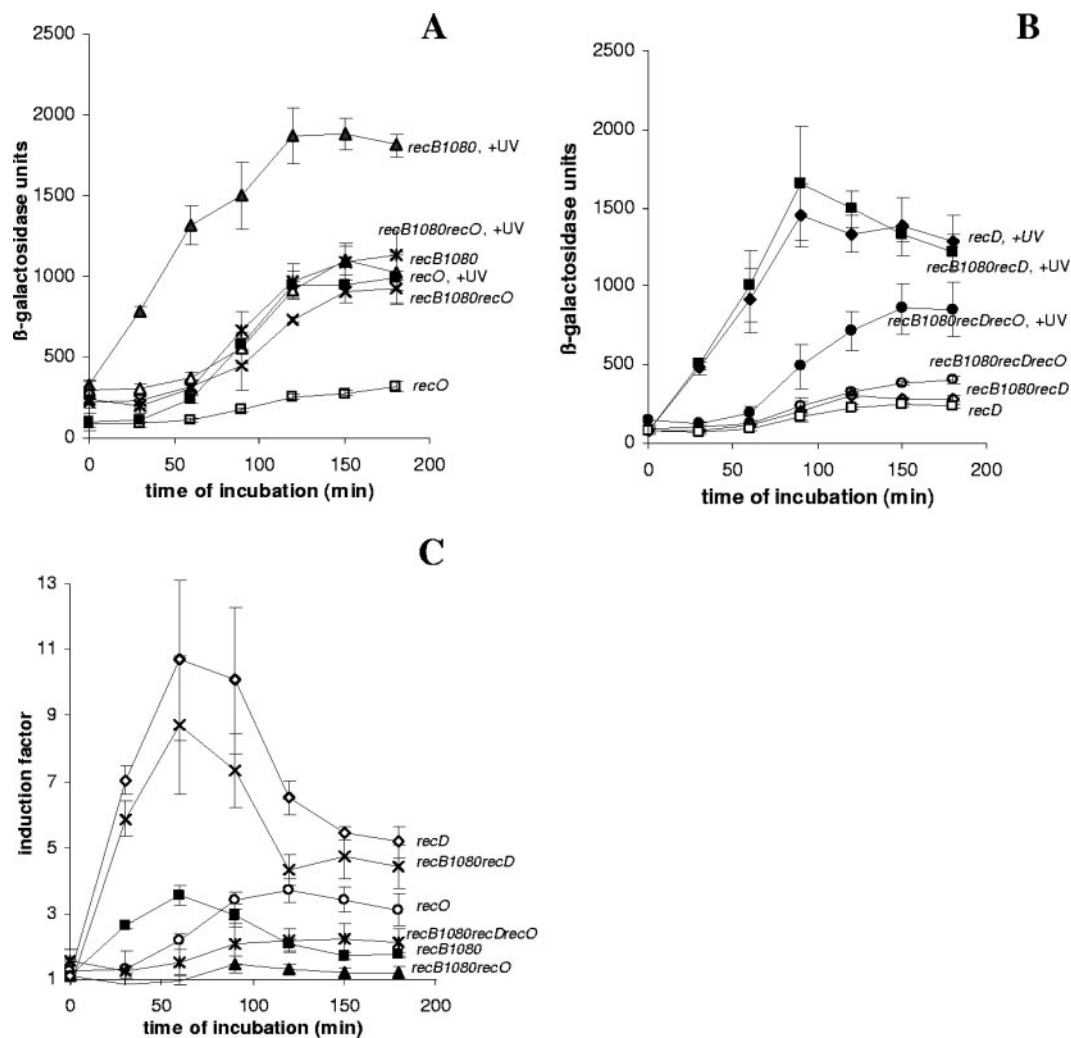 A
2500
2000
1500
1000
500
0
ß-galactosidase units
recB1080, +UV
recB1080recO, +UV
recB1080
recO, +UV
recB1080recO
recO
0 50 100 150 200
time of incubation (min)
B
2500
2000
1500
1000
500
0
ß-galactosidase units
recD, +UV
recB1080recD, +UV
recB1080recDrecO, +UV
recB1080recDrecO
recB1080recD
recD
0 50 100 150 200
time of incubation (min)
C
13
11
9
7
5
3
1
induction factor
recD
recB1080recD
recO
recB1080recDrecO
recB1080
recB1080recO
0 50 100 150 200
time of incubation (min)